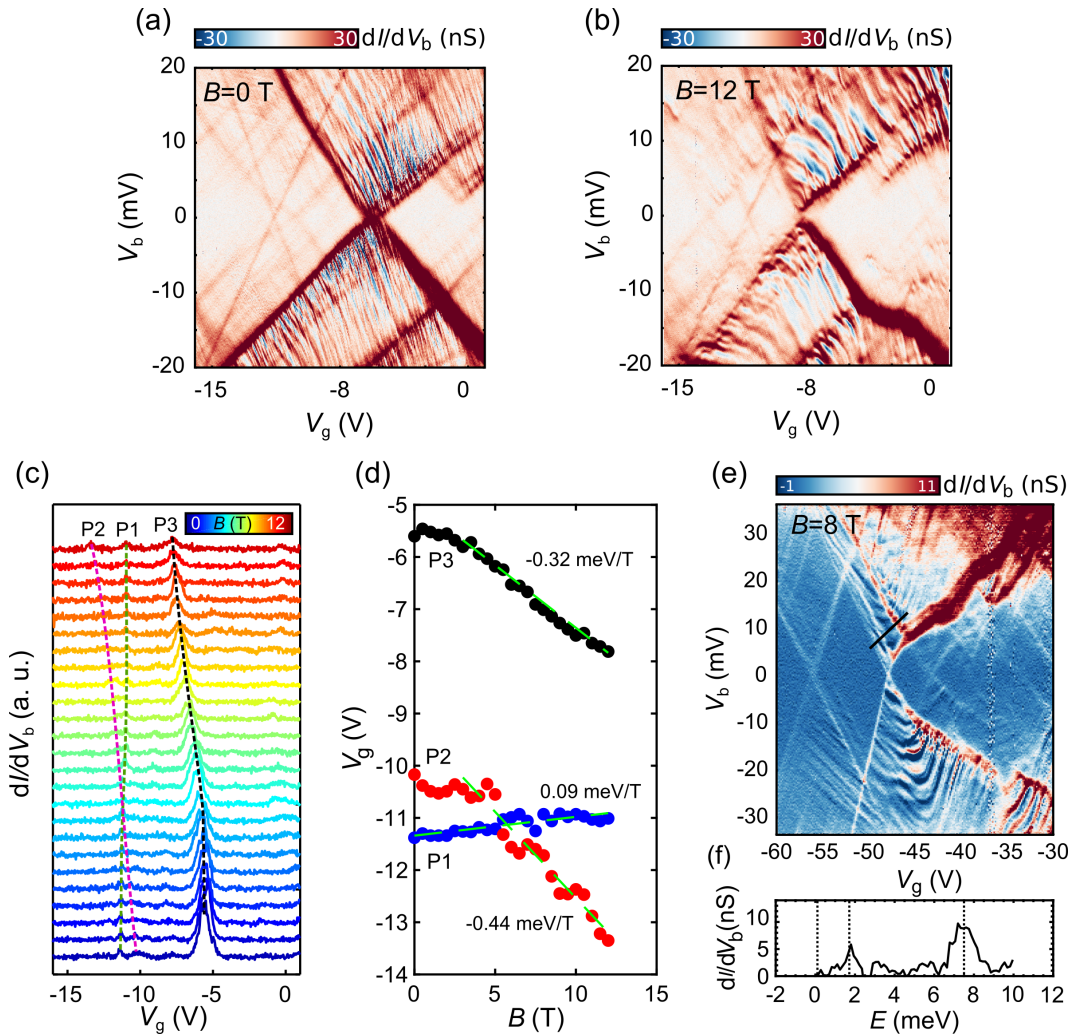 (a)
-30 30 dI/dVb (nS)
B=0 T
20
10
0
-10
-20
Vb (mV)
-15 -8 0
Vg (V)
(b)
-30 30 dI/dVb (nS)
B=12 T
20
10
0
-10
-20
Vb (mV)
-15 -8 0
Vg (V)
(c)
P2 P1 P3
0 B (T) 12
dI/dVb (a. u.)
-15 -10 -5 0
Vg (V)
(d)
-5
-6
-7
-8
-9
-10
-11
-12
-13
-14
Vg (V)
P3
-0.32 meV/T
P2
0.09 meV/T
P1
-0.44 meV/T
0 5 10 15
B (T)
(e)
-1 11 dI/dVb (nS)
B=8 T
30
20
10
0
-10
-20
-30
Vb (mV)
-60 -55 -50 -45 -40 -35 -30
Vg (V)
(f)
10
5
0
dI/dVb(nS)
-2 0 2 4 6 8 10 12
E (meV)